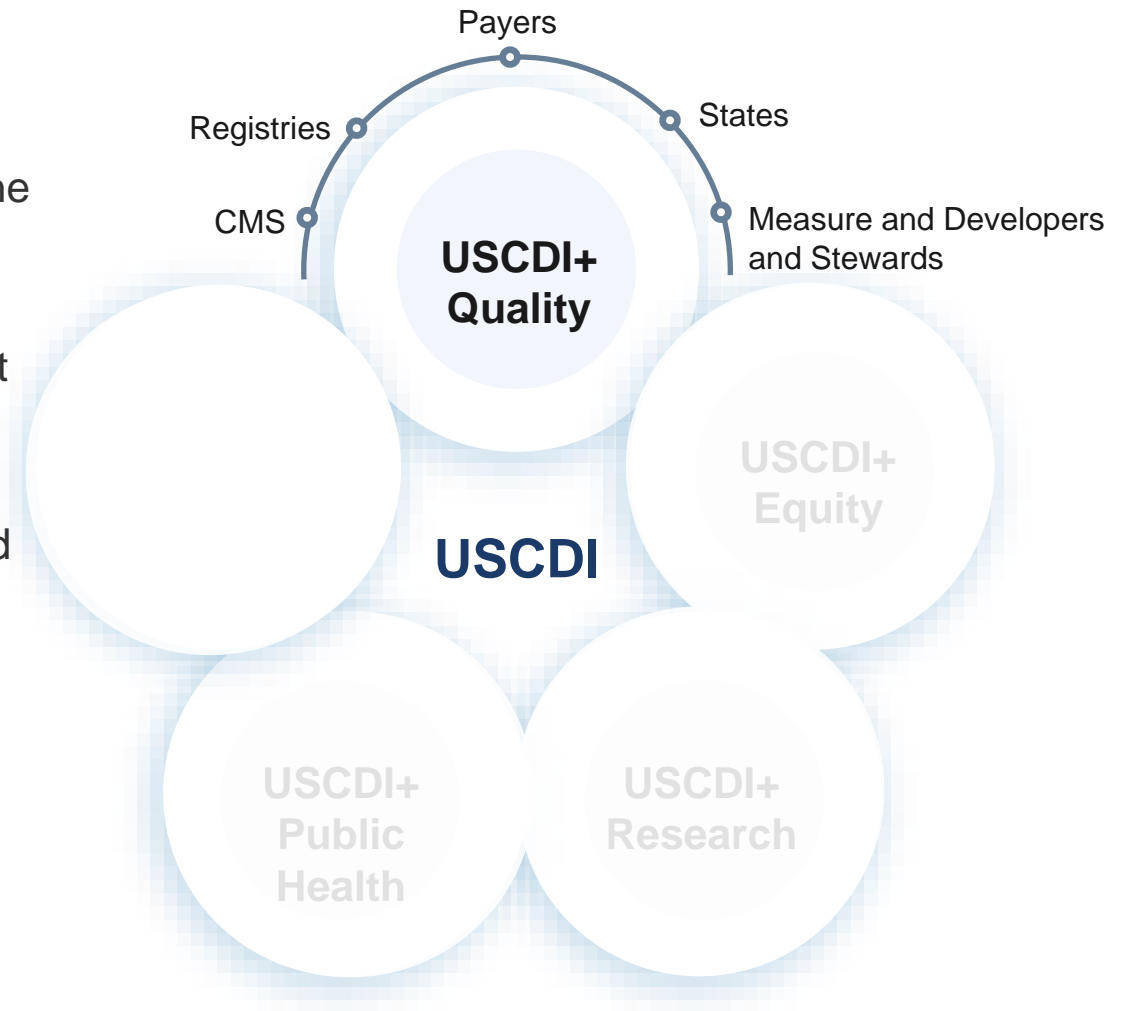 Payers
Registries
States
CMS
Measure and Developers
and Stewards
USCDI+
Quality
USCDI+
Equity
USCDI
USCDI+
Public
Health
USCDI+
Research